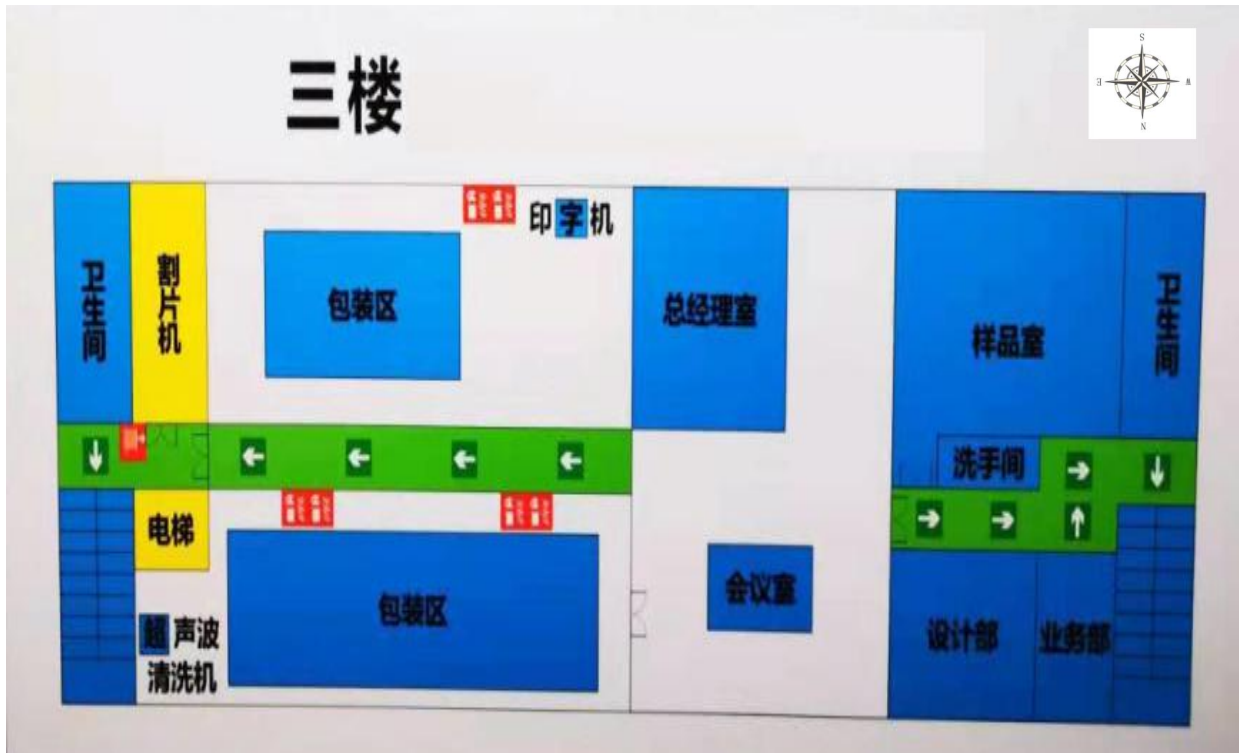 三楼
S
E
W
N
卫生间
割片机
包装区
印字机
总经理室
样品室
卫生间
洗手间
电梯
包装区
超声波
清洗机
会议室
设计部
业务部